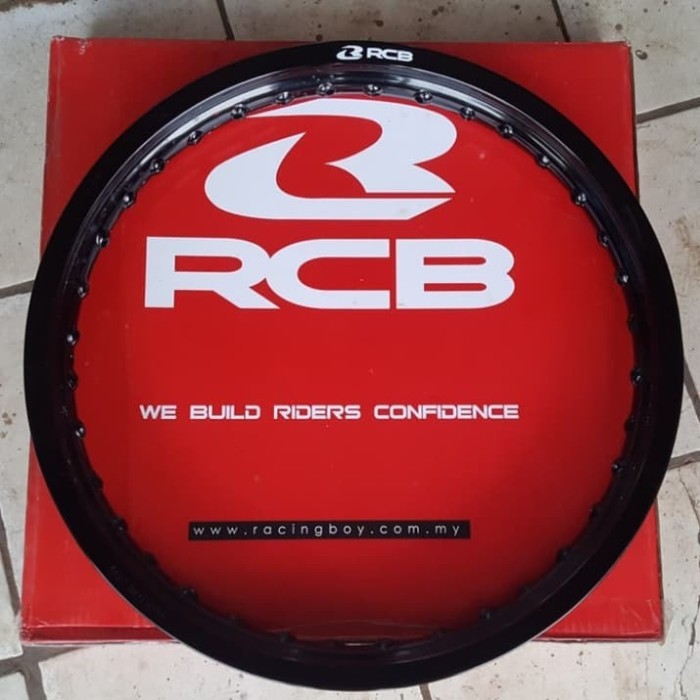 RCB
RCB
WE BUILD RIDERS CONFIDENCE
www.racingboy.com.my